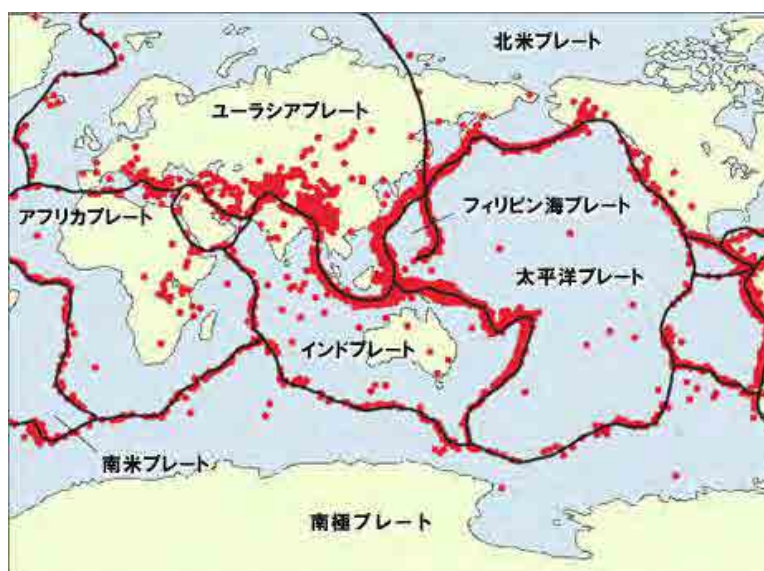 北米プレート
ユーラシアプレート
アフリカプレート
フィリピン海プレート
太平洋プレート
インドプレート
南米プレート
南極プレート